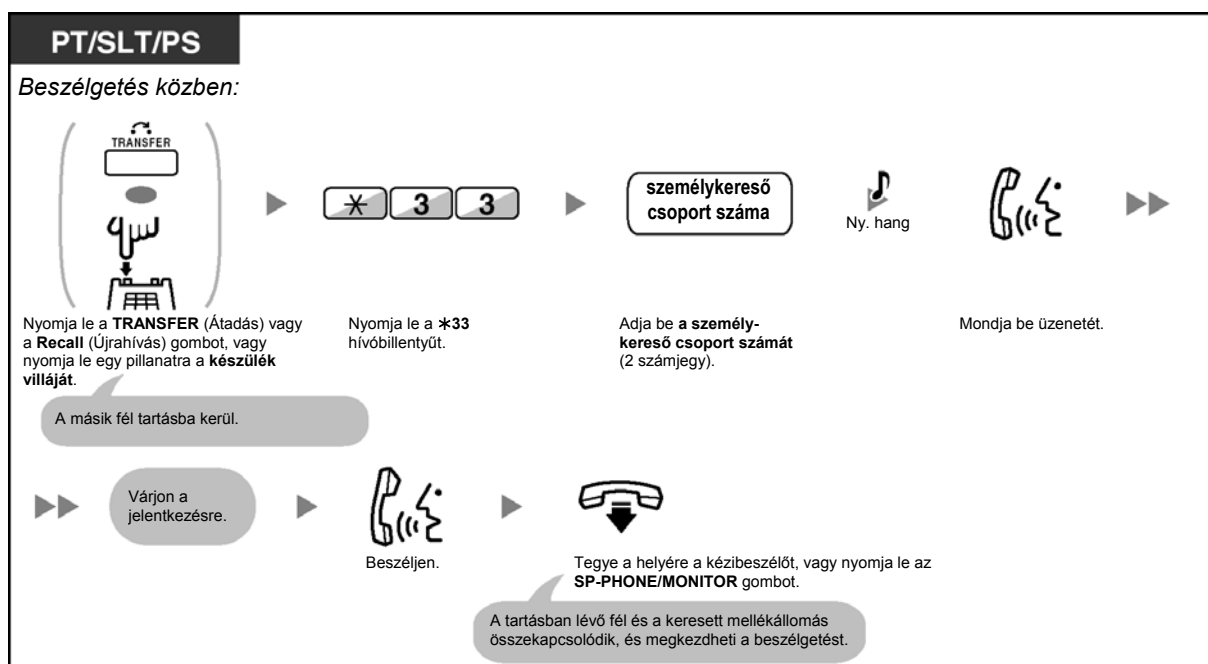 PT/SLT/PS
Beszélgetés közben:
TRANSFER
✳ 3 3
személykereső
csoport száma
Ny. hang
Nyomja le a TRANSFER (Átadás) vagy
a Recall (Újrahívás) gombot, vagy
nyomja le egy pillanatra a készülék
villáját.
Nyomja le a ✳33
hívóbillentyűt.
Adja be a személy-
kereső csoport számát
(2 számjegy).
Mondja be üzenetét.
A másik fél tartásba kerül.
Várjon a
jelentkezésre.
Beszéljen.
Tegye a helyére a kézibeszélőt, vagy nyomja le az
SP-PHONE/MONITOR gombot.
A tartásban lévő fél és a keresett mellékállomás
összekapcsolódik, és megkezdheti a beszélgetést.